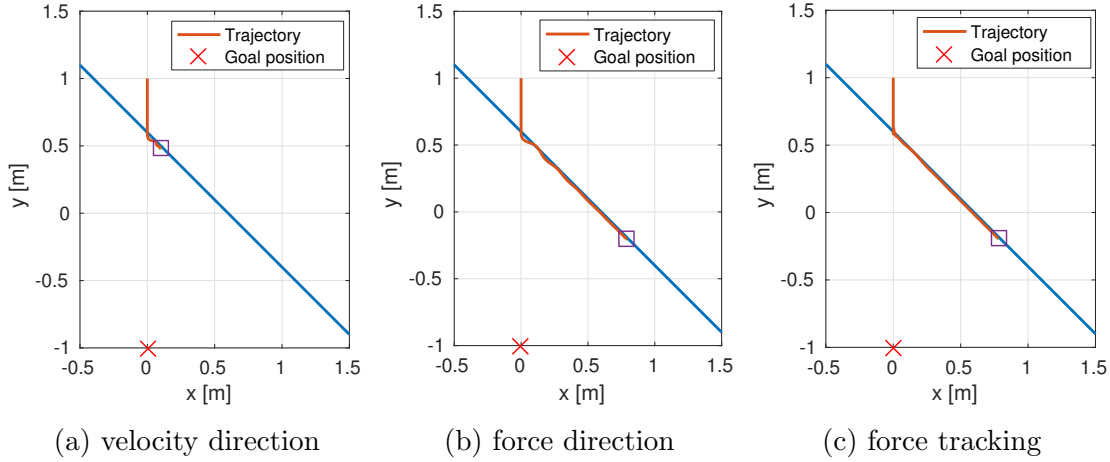 1.5
1
0.5
0
-0.5
-1
-0.5
0
0.5
1
1.5
y [m]
x [m]
Trajectory
Goal position
(a) velocity direction
1.5
1
0.5
0
-0.5
-1
-0.5
0
0.5
1
1.5
y [m]
x [m]
Trajectory
Goal position
(b) force direction
1.5
1
0.5
0
-0.5
-1
-0.5
0
0.5
1
1.5
y [m]
x [m]
Trajectory
Goal position
(c) force tracking